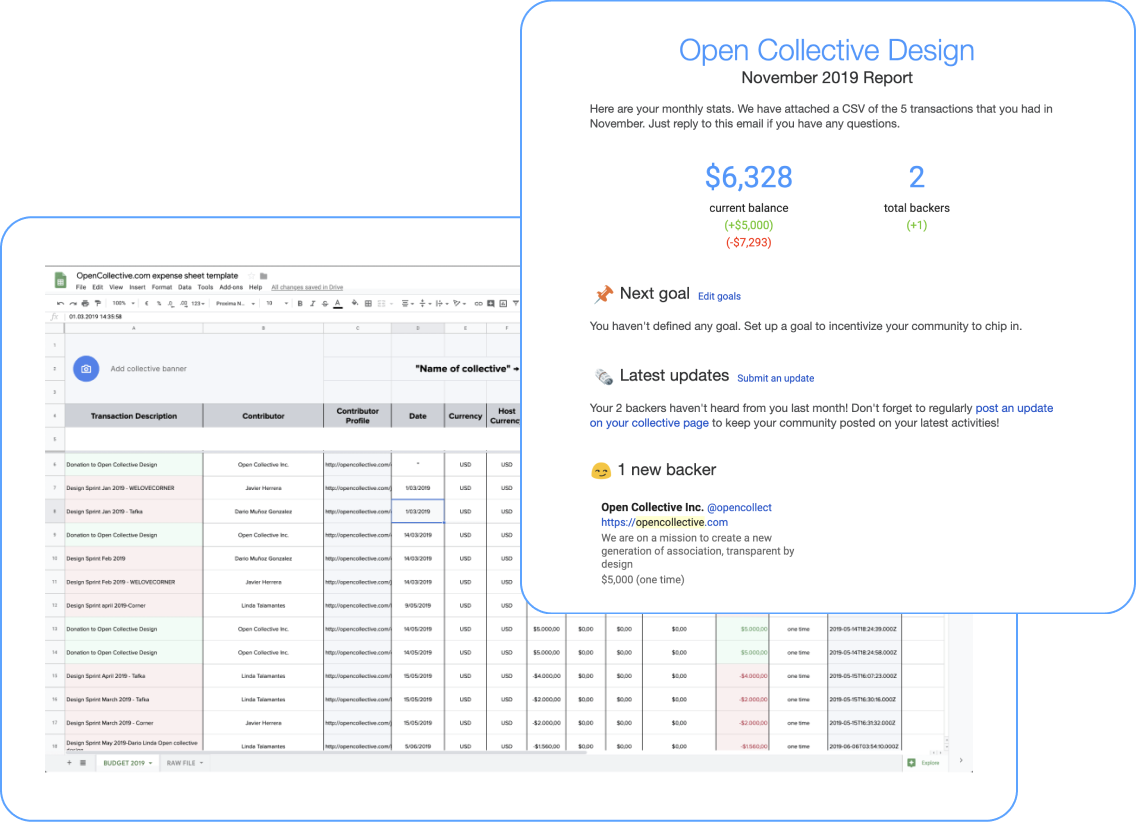 Open Collective Design
November 2019 Report
Here are your monthly stats. We have attached a CSV of the 5 transactions that you had in
November. Just reply to this email if you have any questions.
$6,328 2
current balance total backers
(+$5,000) (+1)
(-$7,293)
Next goal Edit goals
You haven't defined any goal. Set up a goal to incentivize your community to chip in.
Latest updates Submit an update
Your 2 backers haven't heard from you last month! Don't forget to regularly post an update
on your collective page to keep your community posted on your latest activities!
1 new backer
Open Collective Inc. @opencollect
https://opencollective.com
We are on a mission to create a new
generation of association, transparent by
design
$5,000 (one time)
OpenCollective.com expense sheet template
File Edit View Insert Format Data Tools Add-ons Help All changes saved in Drive
100% € % .0 .00 123 Proxima N... 10 B I S A
fx 01.03.2019 14:35:58
A B C D E F
1
2 Add collective banner "Name of collective" →
3
4 Transaction Description Contributor Contributor Profile Date Currency Host Currency
5
6 Donation to Open Collective Design Open Collective Inc. http://opencollective.com/ USD USD
7 Design Sprint Jan 2019 - WELOVECORNER Javier Herrera http://opencollective.com/ 1/03/2019 USD USD
8 Design Sprint Jan 2019 - Tafka Dario Muñoz Gonzalez http://opencollective.com/ 1/03/2019 USD USD
9 Donation to Open Collective Design Open Collective Inc. http://opencollective.com/ 14/03/2019 USD USD
10 Design Sprint Feb 2019 Dario Muñoz Gonzalez http://opencollective.com/ 14/03/2019 USD USD
11 Design Sprint Feb 2019 - WELOVECORNER Javier Herrera http://opencollective.com/ 14/03/2019 USD USD
12 Design Sprint april 2019-Corner Linda Talamantes http://opencollective.com/ 9/05/2019 USD USD
13 Donation to Open Collective Design Open Collective Inc. http://opencollective.com/ 14/05/2019 USD USD $5.000,00 $0,00 $0,00 $0,00 $5.000,00 one time 2019-05-14T18:24:39.000Z
14 Donation to Open Collective Design Open Collective Inc. http://opencollective.com/ 14/05/2019 USD USD $5.000,00 $0,00 $0,00 $0,00 $5.000,00 one time 2019-05-14T18:24:58.000Z
15 Design Sprint April 2019 - Talka Linda Talamantes http://opencollective.com/ 15/05/2019 USD USD -$4.000,00 $0,00 $0,00 $0,00 -$4.000,00 one time 2019-05-15T16:07:23.000Z
16 Design Sprint March 2019 - Tafka Linda Talamantes http://opencollective.com/ 15/05/2019 USD USD -$2.000,00 $0,00 $0,00 $0,00 -$2.000,00 one time 2019-05-15T16:30:16.000Z
17 Design Sprint March 2019 - Corner Javier Herrera http://opencollective.com/ 15/05/2019 USD USD -$2.000,00 $0,00 $0,00 $0,00 -$2.000,00 one time 2019-05-15T16:31:32.000Z
18 Design Sprint May 2019-Dario Linda Open collective design Linda Talamantes http://opencollective.com/ 5/06/2019 USD USD -$1.560,00 $0,00 $0,00 $0,00 -$1.560,00 one time 2019-06-06T03:54:10.000Z
BUDGET 2019 RAW FILE Explore